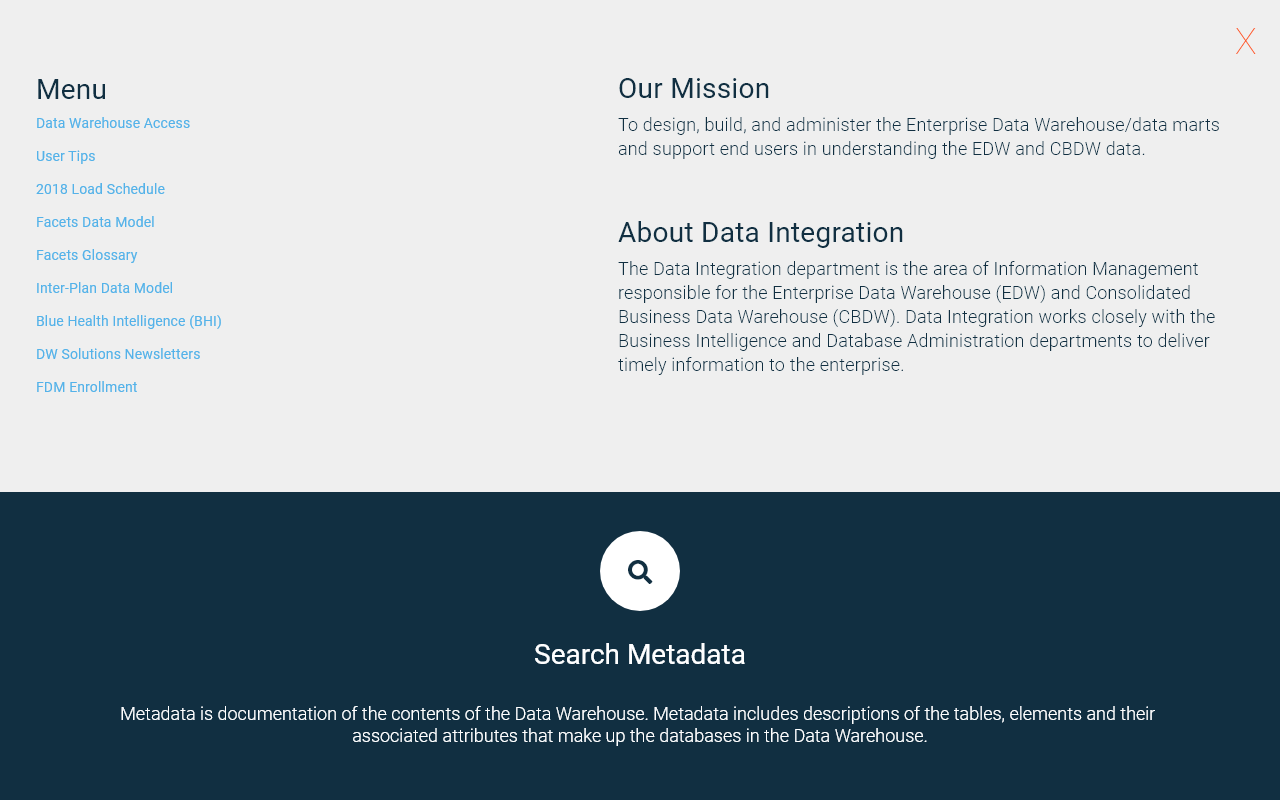 X
Menu
Data Warehouse Access
User Tips
2018 Load Schedule
Facets Data Model
Facets Glossary
Inter-Plan Data Model
Blue Health Intelligence (BHI)
DW Solutions Newsletters
FDM Enrollment
Our Mission
To design, build, and administer the Enterprise Data Warehouse/data marts
and support end users in understanding the EDW and CBDW data.
About Data Integration
The Data Integration department is the area of Information Management
responsible for the Enterprise Data Warehouse (EDW) and Consolidated
Business Data Warehouse (CBDW). Data Integration works closely with the
Business Intelligence and Database Administration departments to deliver
timely information to the enterprise.
Search Metadata
Metadata is documentation of the contents of the Data Warehouse. Metadata includes descriptions of the tables, elements and their
associated attributes that make up the databases in the Data Warehouse.